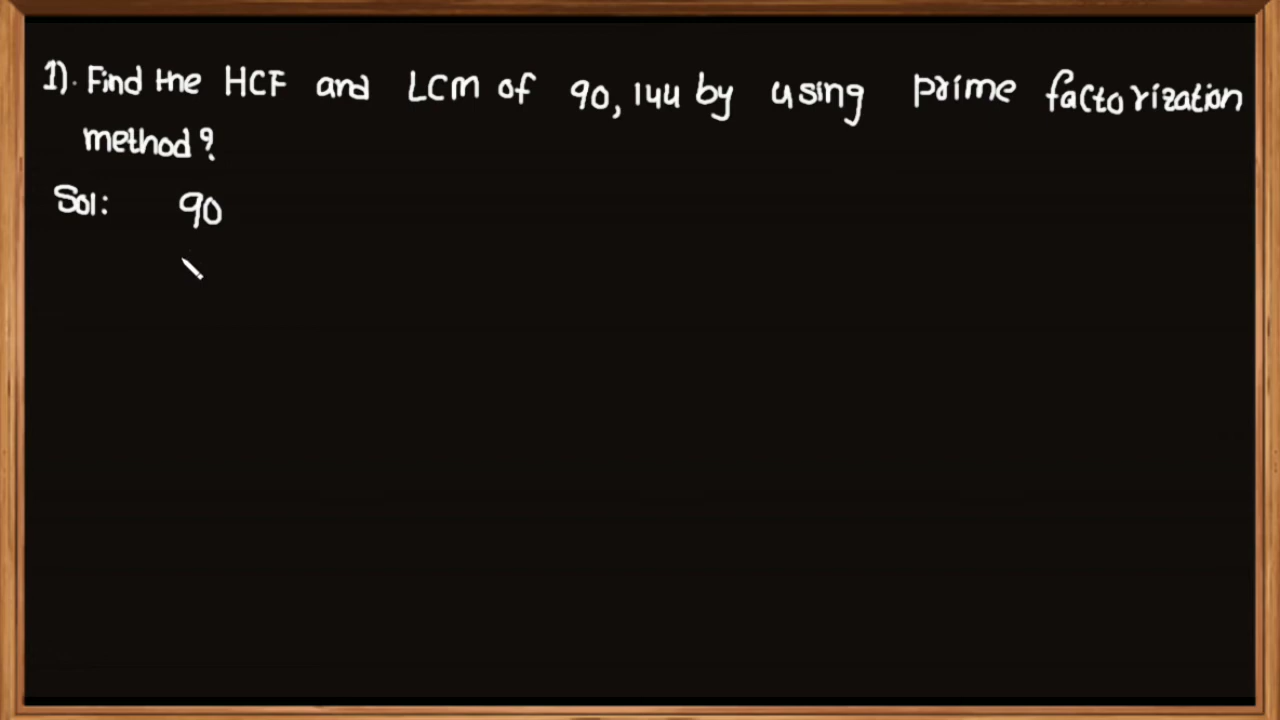 1). Find the HCF and LCM of 90, 144 by using prime factorization
method?
Sol: 90